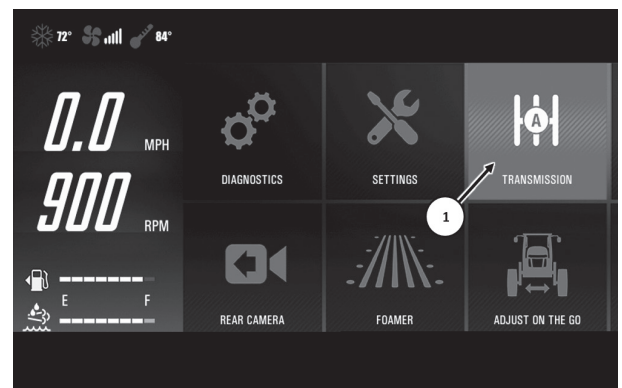 72° 84°
0.0 MPH
900 RPM
E F
DIAGNOSTICS SETTINGS A TRANSMISSION
1
REAR CAMERA FOAMER ADJUST ON THE GO